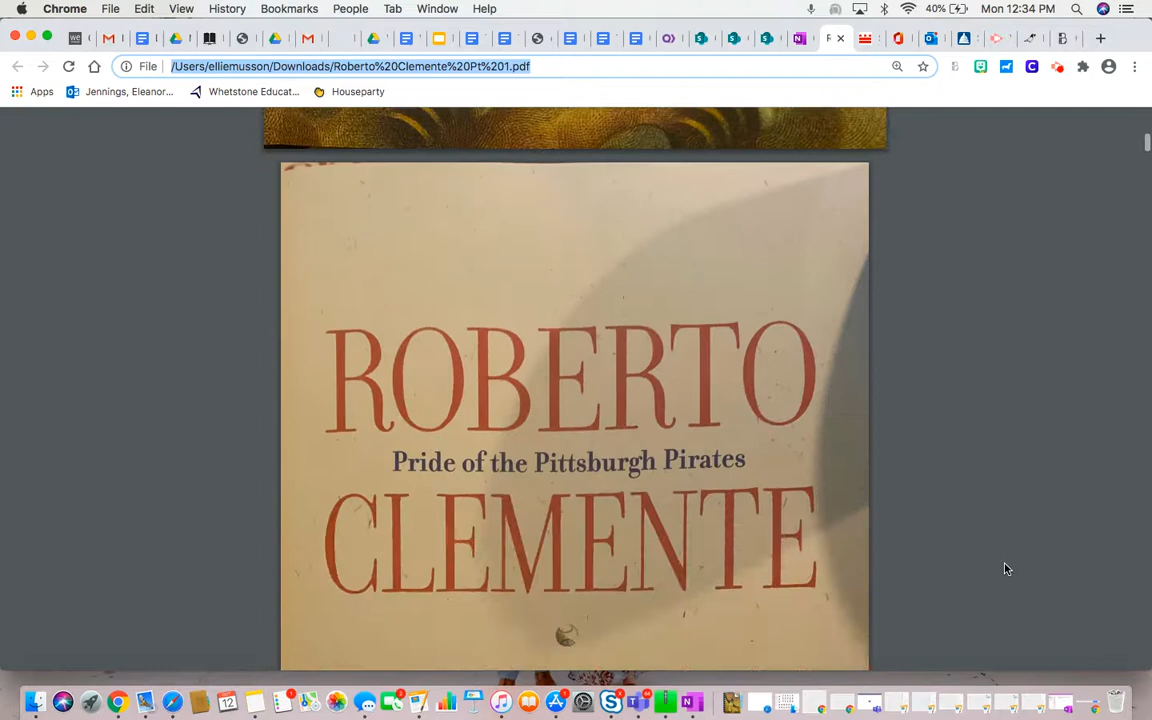 Chrome File Edit View History Bookmarks People Tab Window Help 40% Mon 12:34 PM
File /Users/elliemusson/Downloads/Roberto%20Clemente%20Pt%201.pdf
Apps Jennings, Eleanor... Whetstone Educat... Houseparty
ROBERTO
Pride of the Pittsburgh Pirates
CLEMENTE